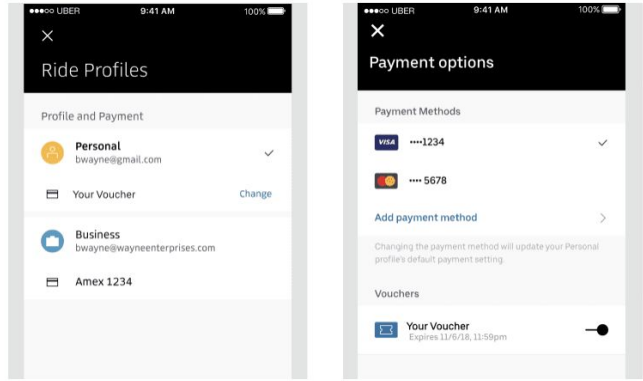 UBER 9:41 AM 100%
Ride Profiles
Profile and Payment
Personal
bwayne@gmail.com
Your Voucher Change
Business
bwayne@wayneenterprises.com
Amex 1234
UBER 9:41 AM 100%
Payment options
Payment Methods
VISA ••••1234
•••• 5678
Add payment method
Changing the payment method will update your Personal
profile's default payment setting.
Vouchers
Your Voucher
Expires 11/6/18, 11:59pm